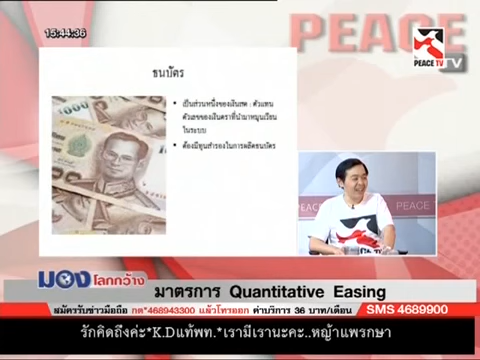 15:44:36
PEACE
PEACE TV
TV
ธนบัตร
เป็นส่วนหนึ่งของเงินสด : ตัวแทน
ตัวเลขของเงินตราที่นำมาหมุนเวียน
ในระบบ
ต้องมีทุนสำรองในการผลิตธนบัตร
1000
PEACE
มองโลกกว้าง
มาตรการ Quantitative Easing
สมัครรับข่าวมือถือ กด*468943300 แล้วโทรออก ค่าบริการ 36 บาท/เดือน
SMS 4689900
รักคิดถึงค่ะ*K.Dแท้พท.*เรามีเรานะคะ..หญ้าแพรกษา